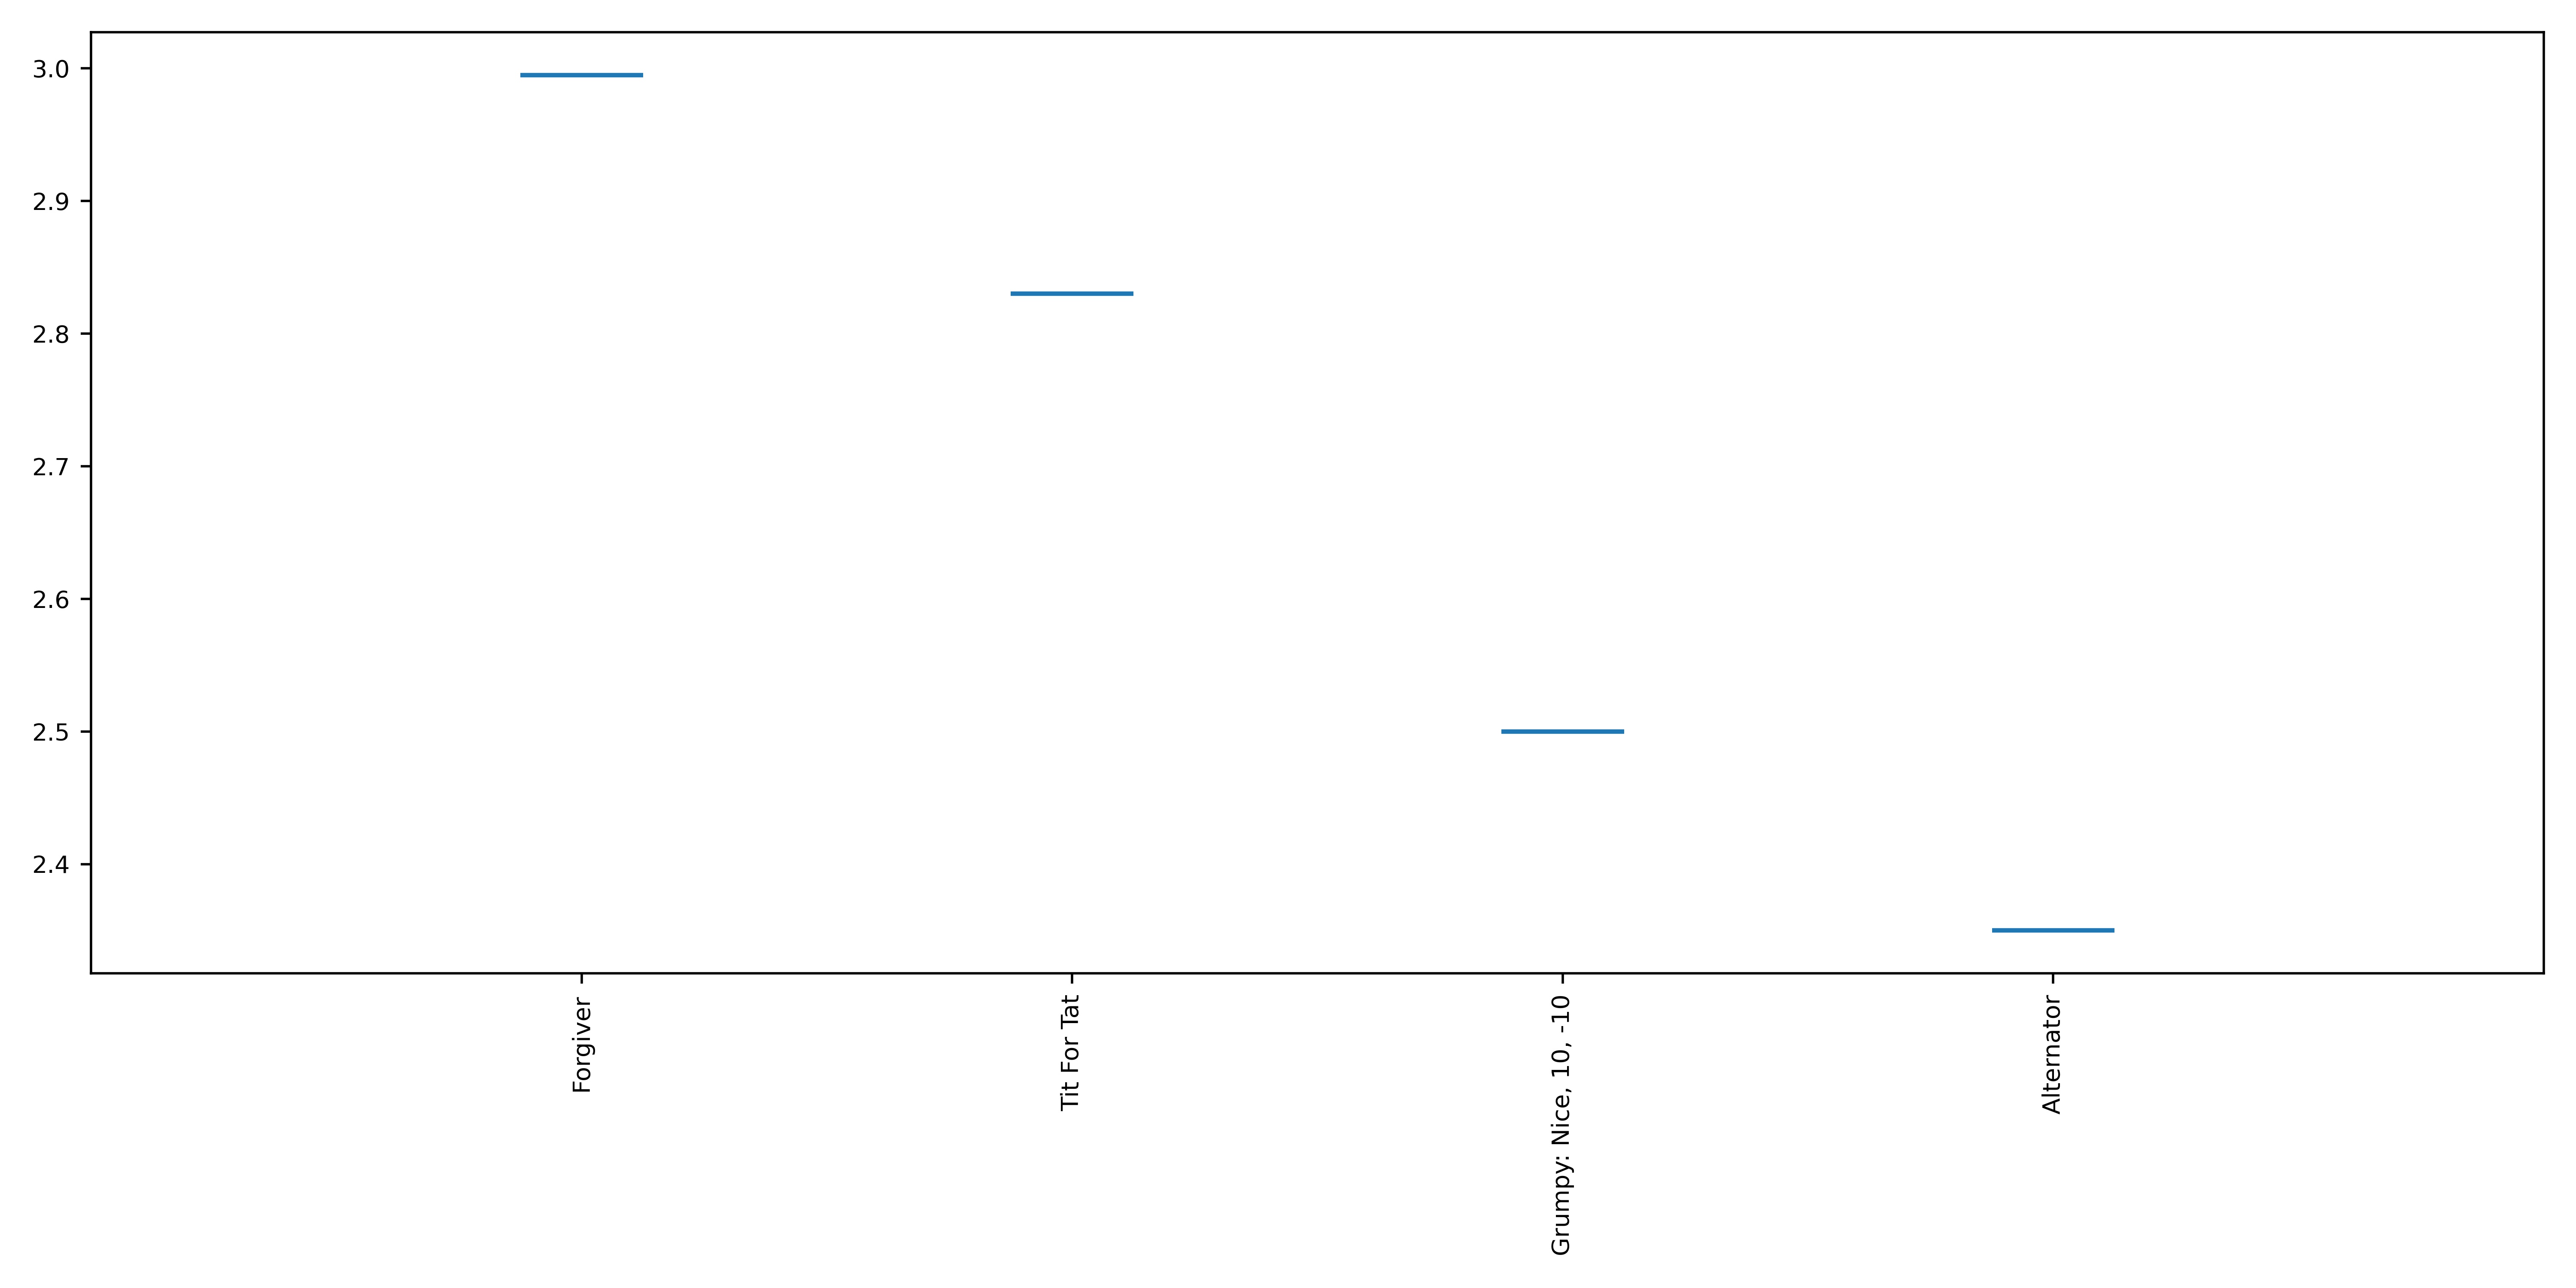 3.0
2.9
2.8
2.7
2.6
2.5
2.4
Forgiver
Tit For Tat
Grumpy: Nice, 10, -10
Alternator